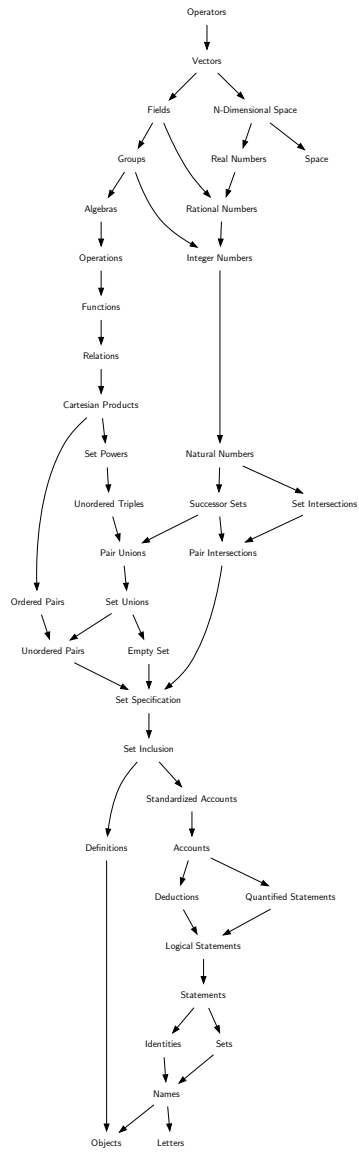 Operators
Vectors
Fields
N-Dimensional Space
Groups
Real Numbers
Space
Algebras
Rational Numbers
Operations
Integer Numbers
Functions
Relations
Cartesian Products
Set Powers
Natural Numbers
Unordered Triples
Successor Sets
Set Intersections
Pair Unions
Pair Intersections
Ordered Pairs
Set Unions
Unordered Pairs
Empty Set
Set Specification
Set Inclusion
Standardized Accounts
Definitions
Accounts
Deductions
Quantified Statements
Logical Statements
Statements
Identities
Sets
Names
Objects
Letters